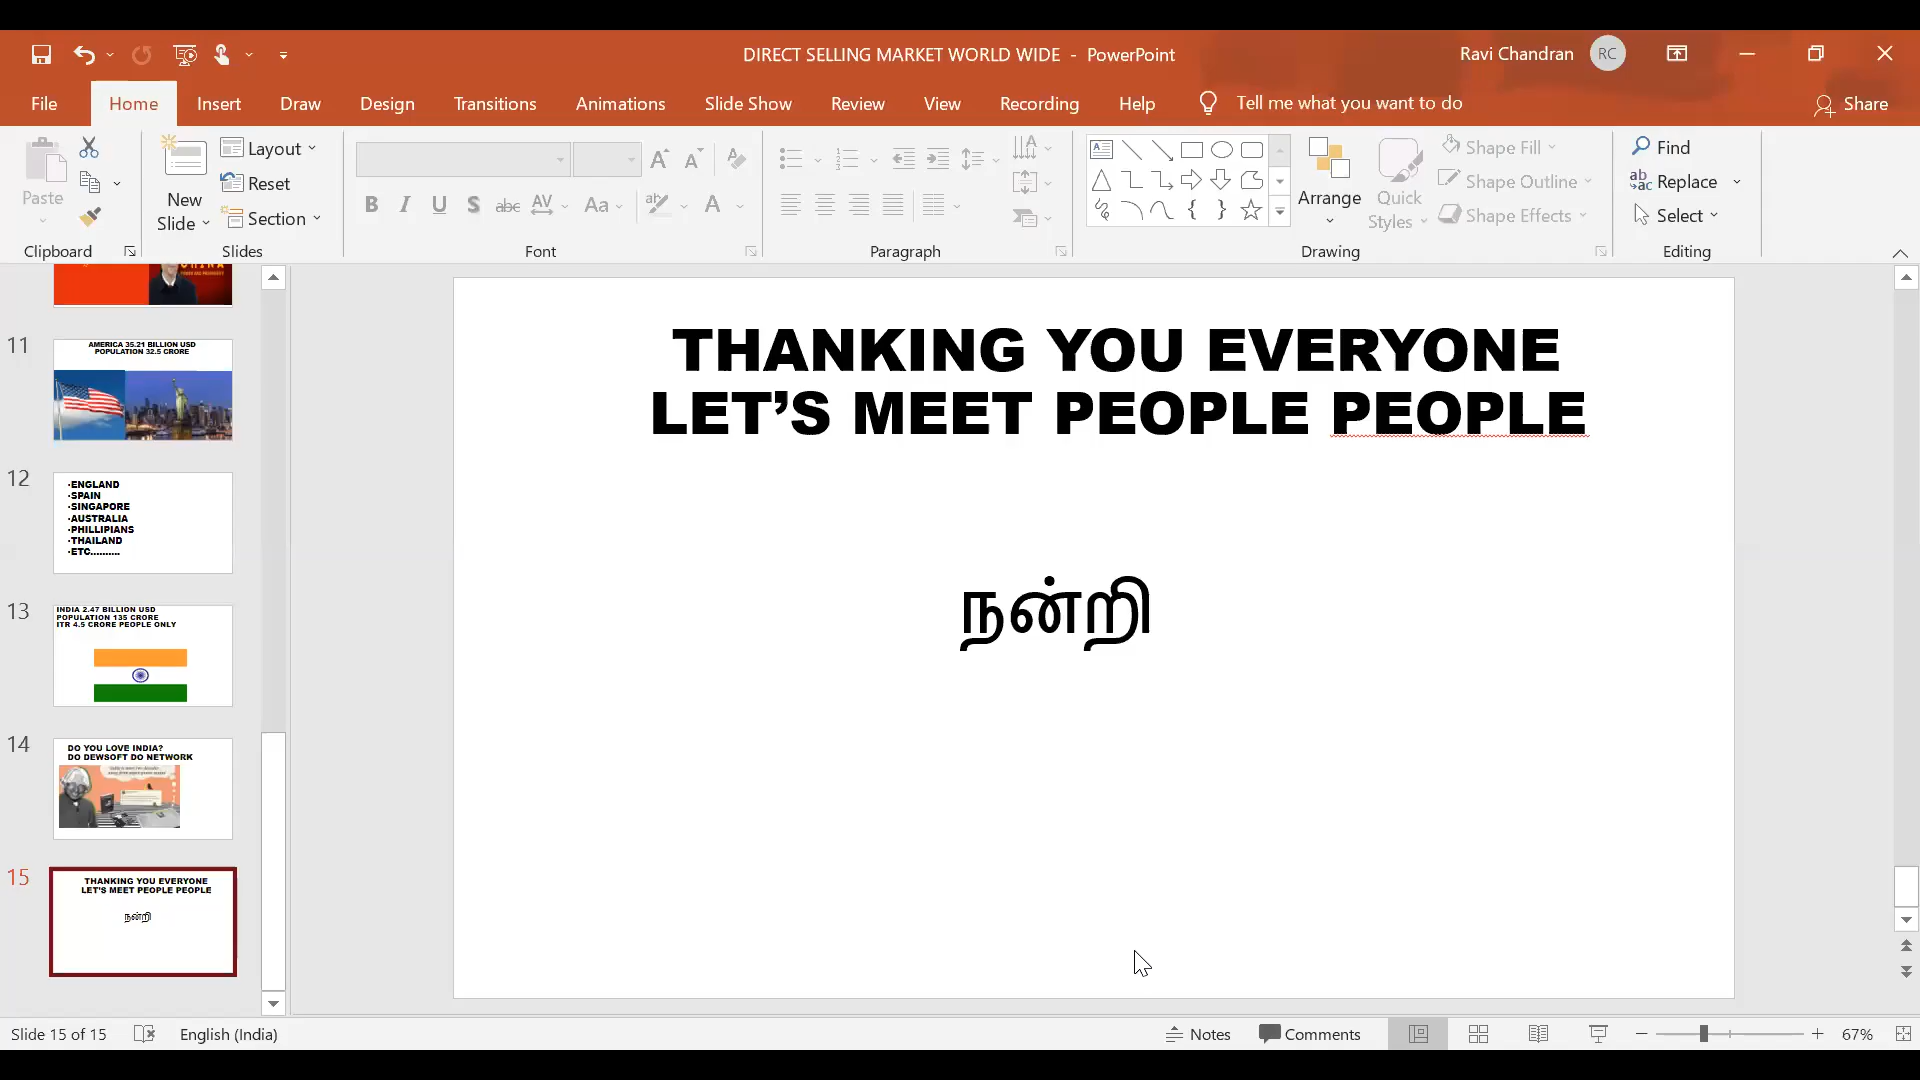 DIRECT SELLING MARKET WORLD WIDE - PowerPoint
Ravi Chandran RC
File Home Insert Draw Design Transitions Animations Slide Show Review View Recording Help Tell me what you want to do Share
Paste
Clipboard
New Slide
Layout
Reset
Section
Slides
B I U S abc AV Aa A
Font
Paragraph
Arrange
Quick Styles
Shape Fill
Shape Outline
Shape Effects
Drawing
Find
Replace
Select
Editing
11
AMERICA 35.21 BILLION USD
POPULATION 32.5 CRORE
12
·ENGLAND
·SPAIN
·SINGAPORE
·AUSTRALIA
·PHILLIPIANS
·THAILAND
·ETC..........
13
INDIA 2.47 BILLION USD
POPULATION 135 CRORE
ITR 4.5 CRORE PEOPLE ONLY
14
DO YOU LOVE INDIA?
DO DEWSOFT DO NETWORK
15
THANKING YOU EVERYONE
LET'S MEET PEOPLE PEOPLE
நன்றி
THANKING YOU EVERYONE
LET’S MEET PEOPLE PEOPLE
நன்றி
Slide 15 of 15 English (India) Notes Comments 67%